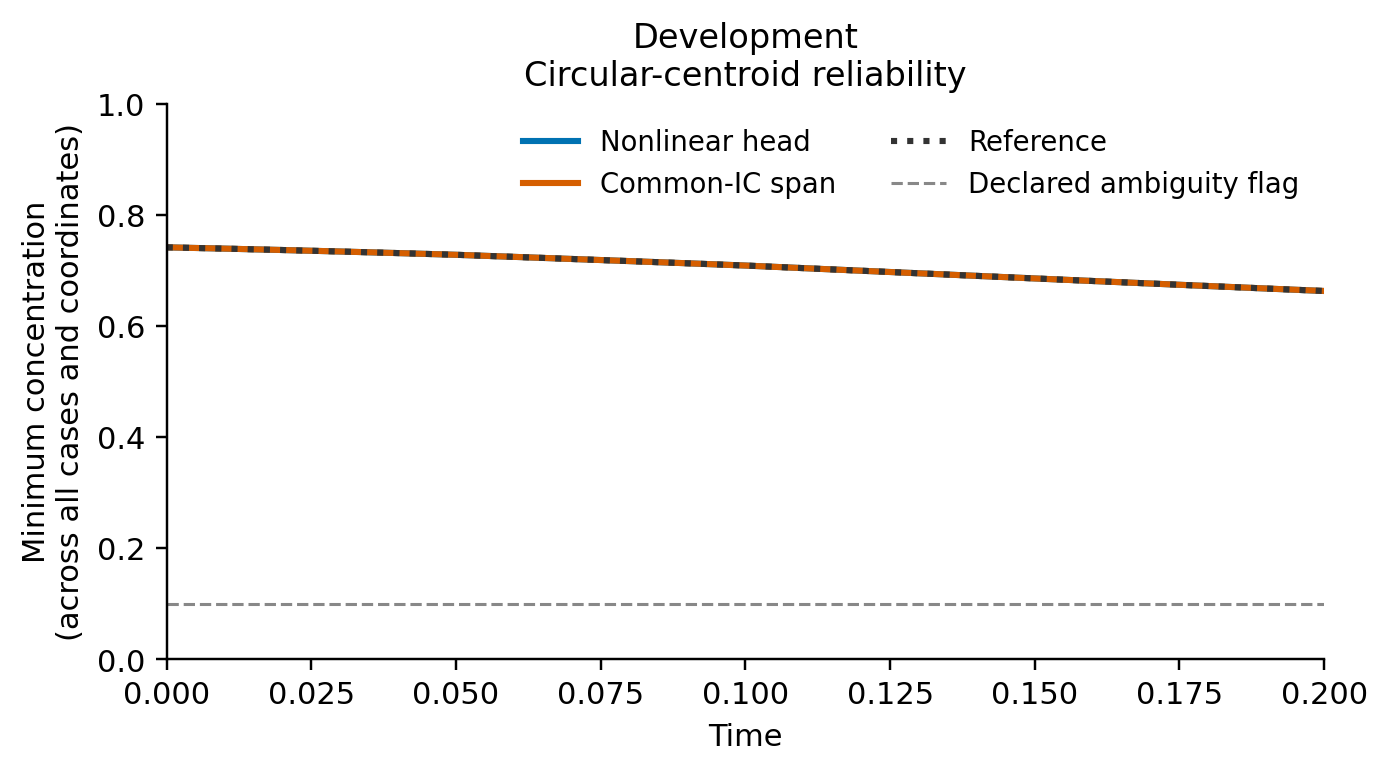 Development
Circular-centroid reliability
Nonlinear head
Common-IC span
Reference
Declared ambiguity flag
Minimum concentration
(across all cases and coordinates)
1.0
0.8
0.6
0.4
0.2
0.0
0.000 0.025 0.050 0.075 0.100 0.125 0.150 0.175 0.200
Time